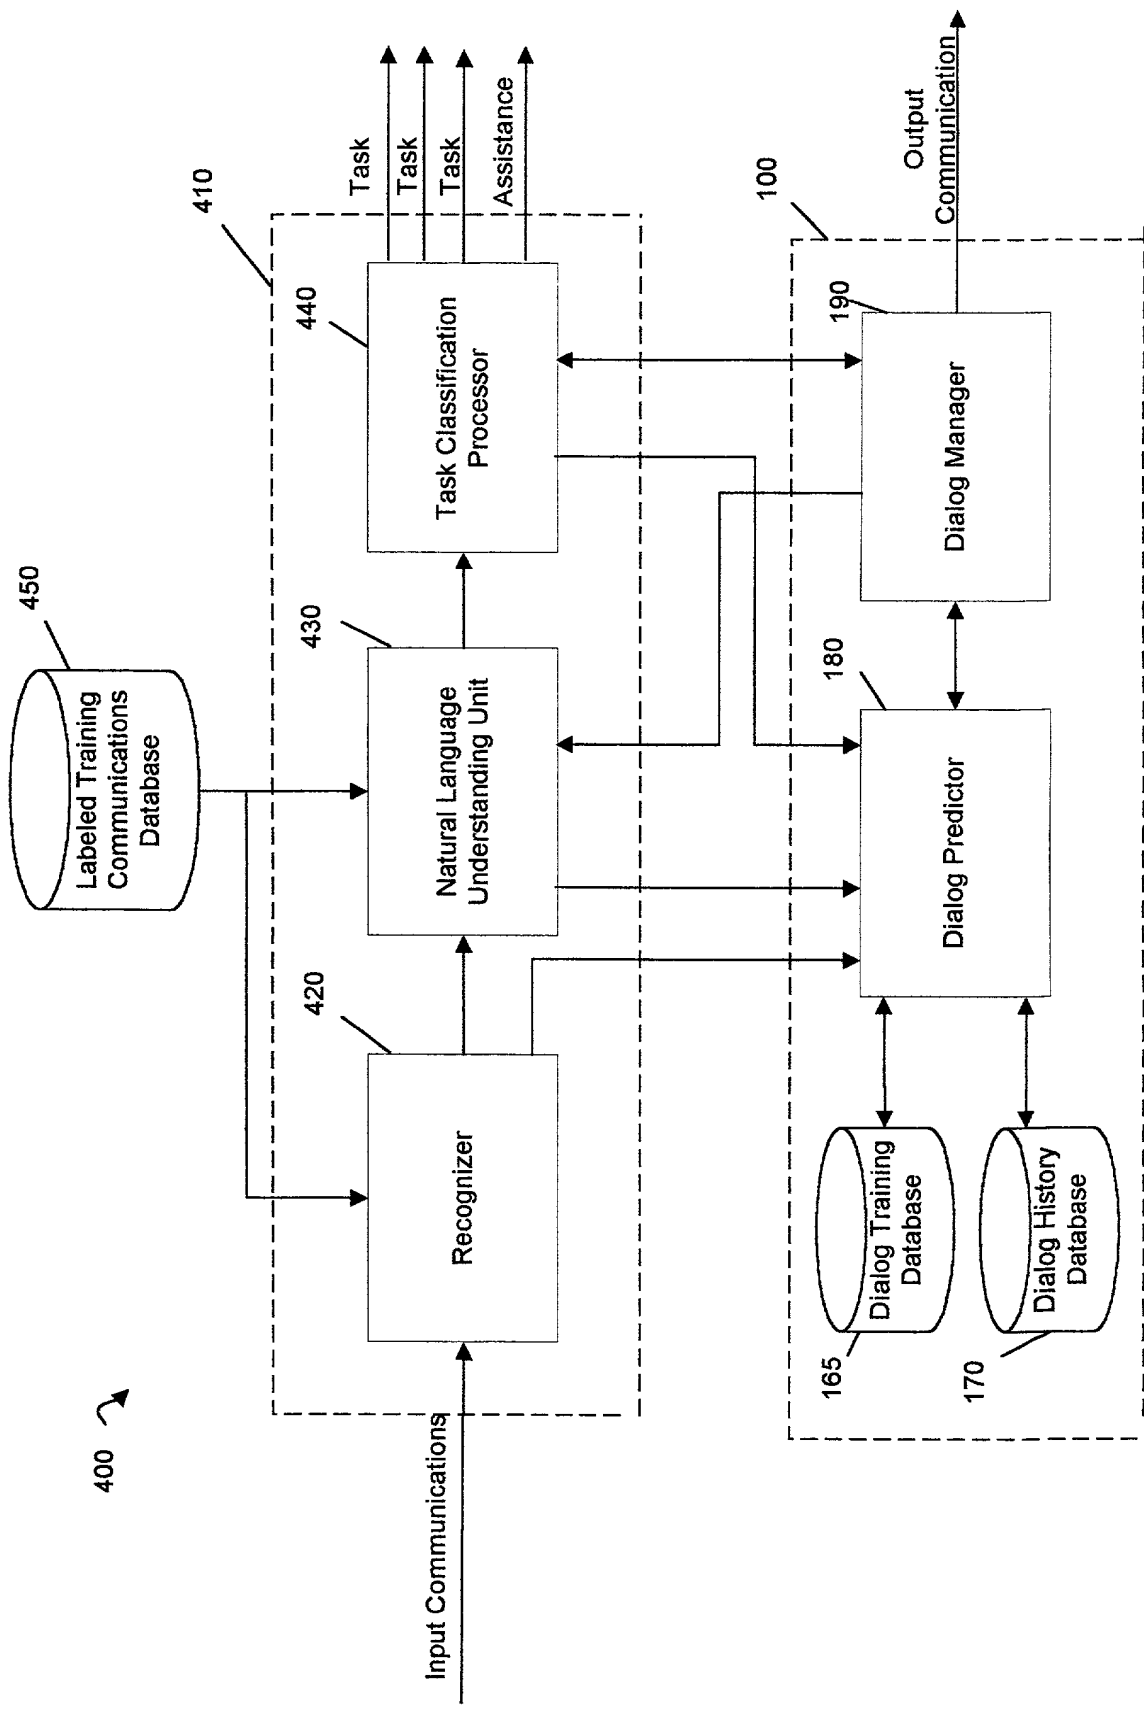 400
450
Labeled Training
Communications
Database
410
Input Communications
420
Recognizer
430
Natural Language
Understanding Unit
440
Task Classification
Processor
Task
Task
Task
Assistance
100
165
Dialog Training
Database
170
Dialog History
Database
180
Dialog Predictor
190
Dialog Manager
Output
Communication